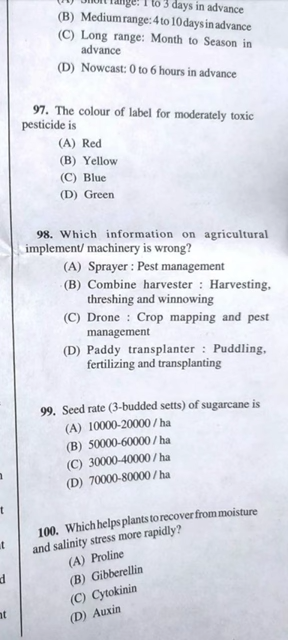 (A) Short range: 1 to 3 days in advance
(B) Medium range: 4 to 10 days in advance
(C) Long range: Month to Season in
advance
(D) Nowcast: 0 to 6 hours in advance
97. The colour of label for moderately toxic
pesticide is
(A) Red
(B) Yellow
(C) Blue
(D) Green
98. Which information on agricultural
implement/ machinery is wrong?
(A) Sprayer : Pest management
(B) Combine harvester : Harvesting,
threshing and winnowing
(C) Drone : Crop mapping and pest
management
(D) Paddy transplanter : Puddling,
fertilizing and transplanting
99. Seed rate (3-budded setts) of sugarcane is
(A) 10000-20000 / ha
(B) 50000-60000 / ha
(C) 30000-40000 / ha
(D) 70000-80000 / ha
100. Which helps plants to recover from moisture
and salinity stress more rapidly?
(A) Proline
(B) Gibberellin
(C) Cytokinin
(D) Auxin